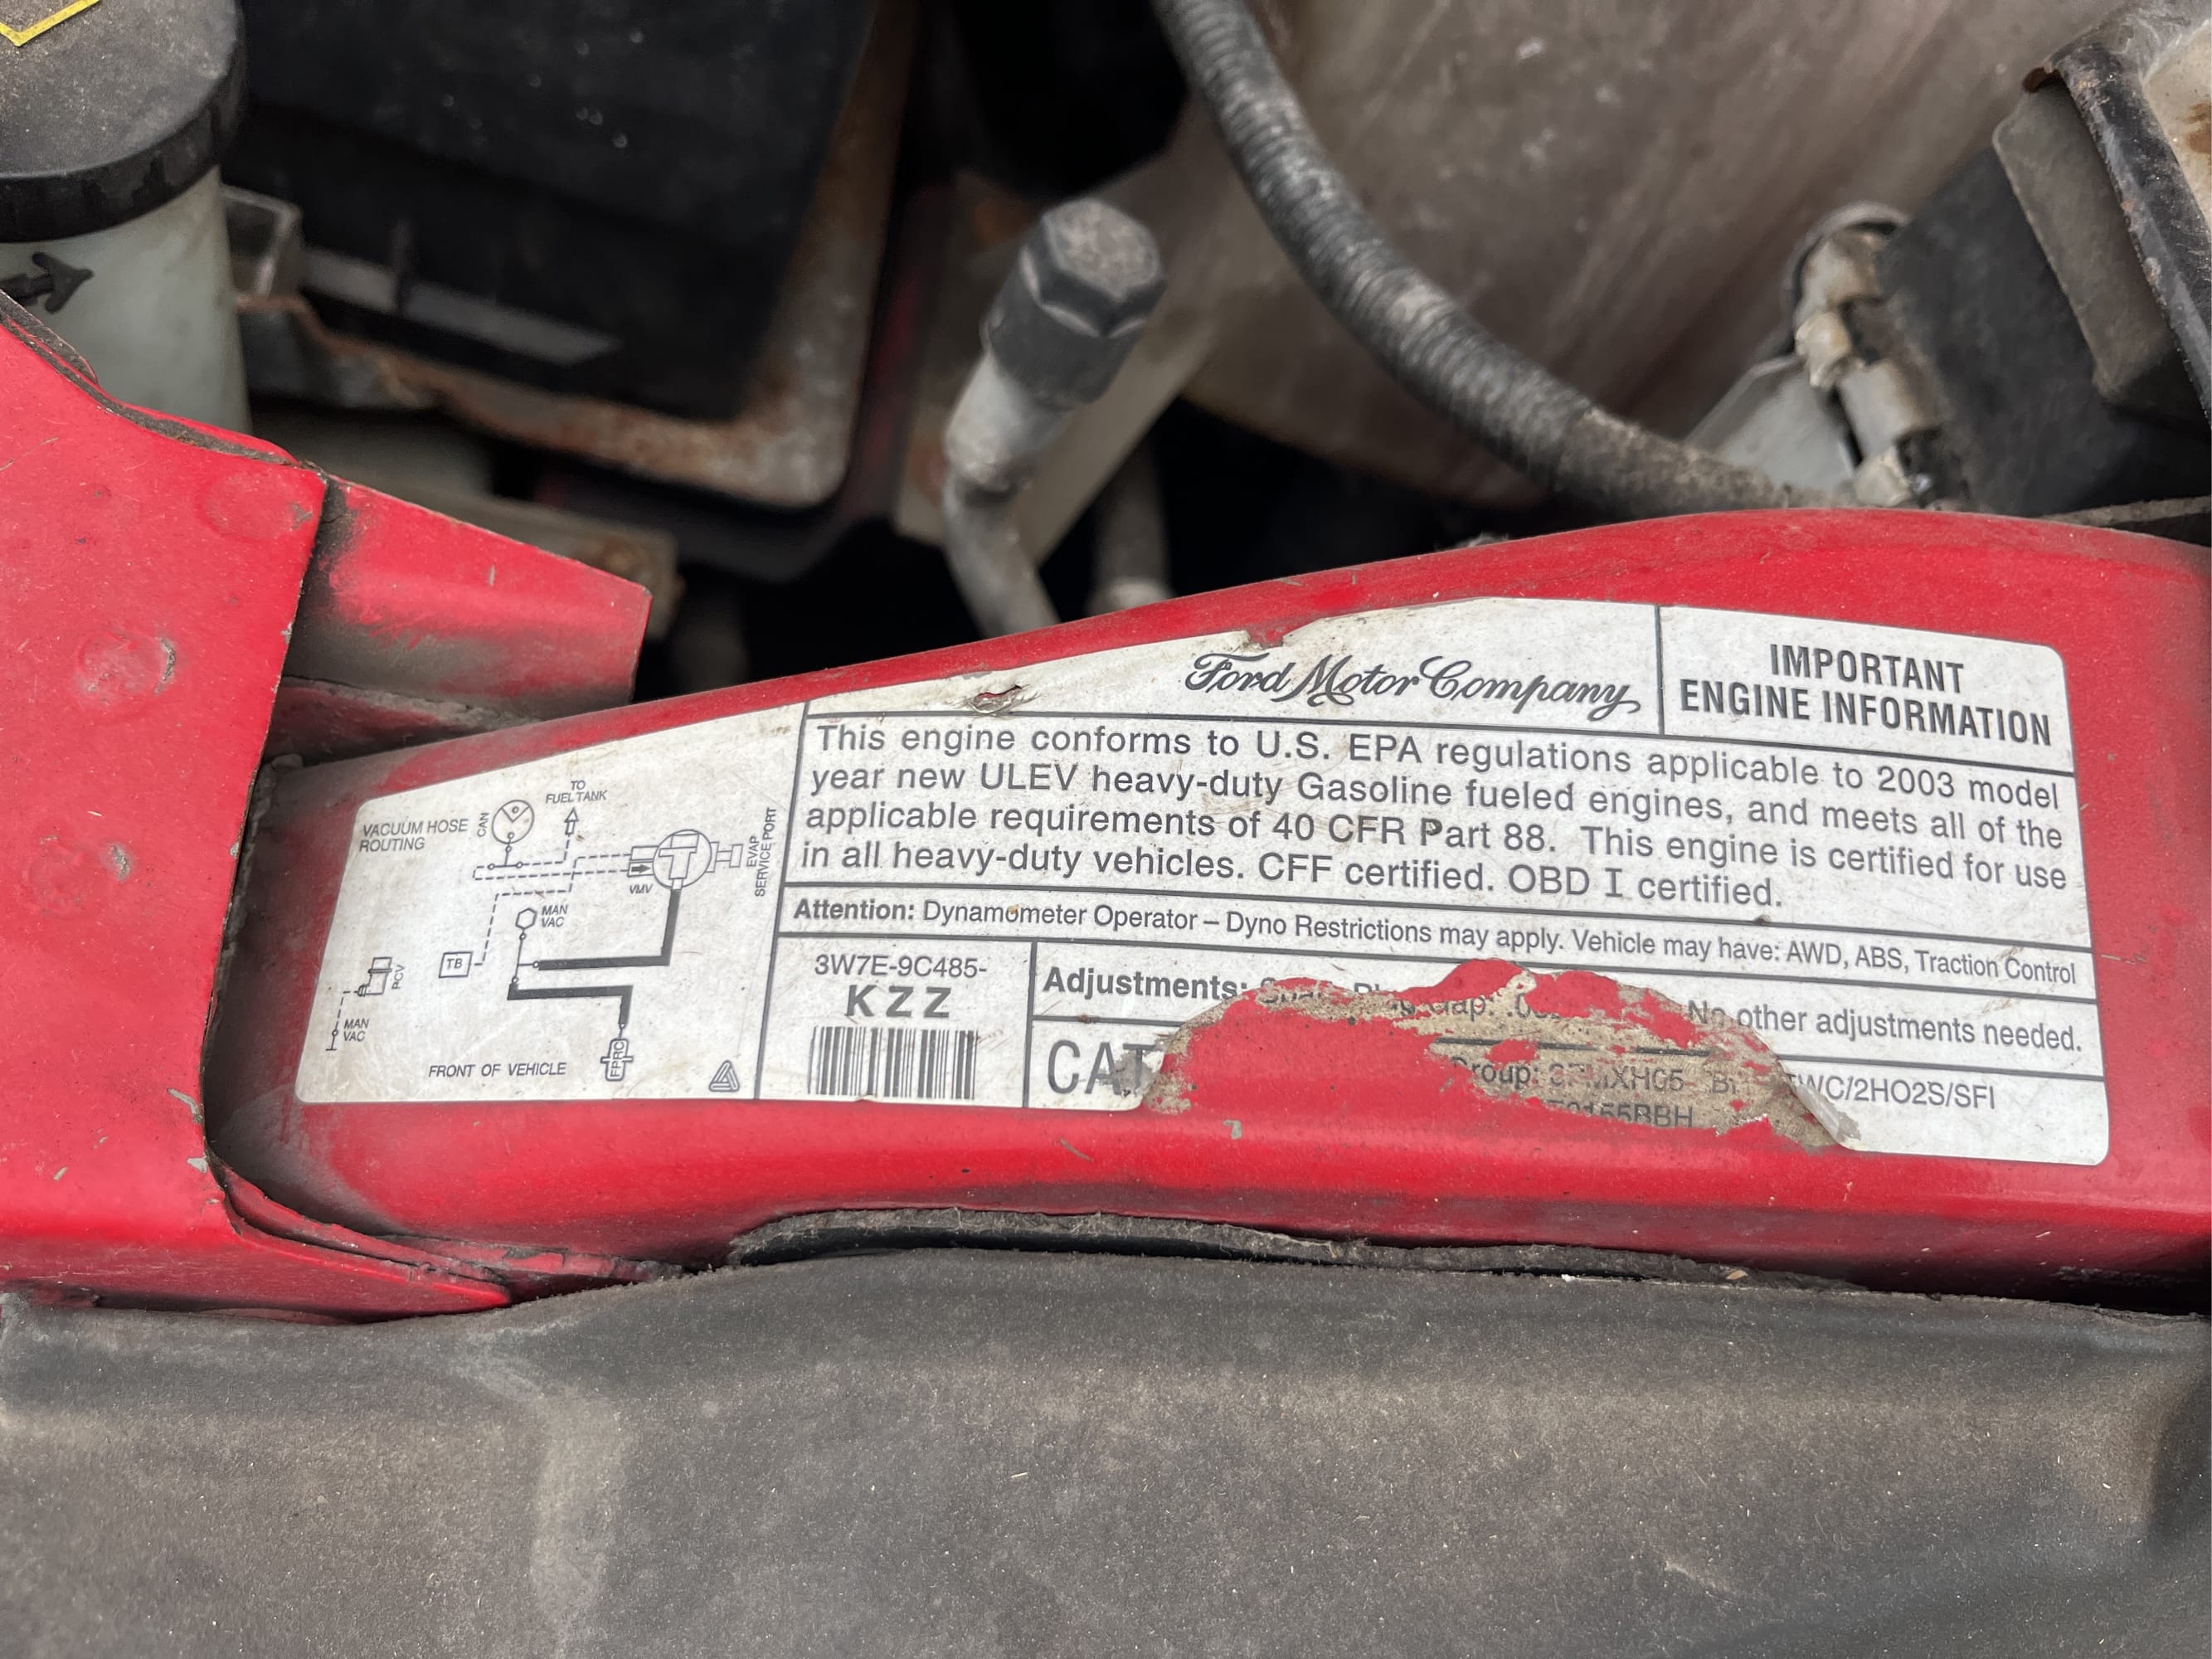 Ford Motor Company
IMPORTANT
ENGINE INFORMATION
This engine conforms to U.S. EPA regulations applicable to 2003 model
year new ULEV heavy-duty Gasoline fueled engines, and meets all of the
applicable requirements of 40 CFR Part 88. This engine is certified for use
in all heavy-duty vehicles. CFF certified. OBD I certified.
Attention: Dynamometer Operator – Dyno Restrictions may apply. Vehicle may have: AWD, ABS, Traction Control
3W7E-9C485-
KZZ
Adjustments: Gap: No other adjustments needed.
CAT
Group: TWC/2HO2S/SFI
VACUUM HOSE
ROUTING
CAN
TO
FUEL TANK
EVAP
SERVICE PORT
VMV
MAN
VAC
TB
PCV
MAN
VAC
FRONT OF VEHICLE
FPRC